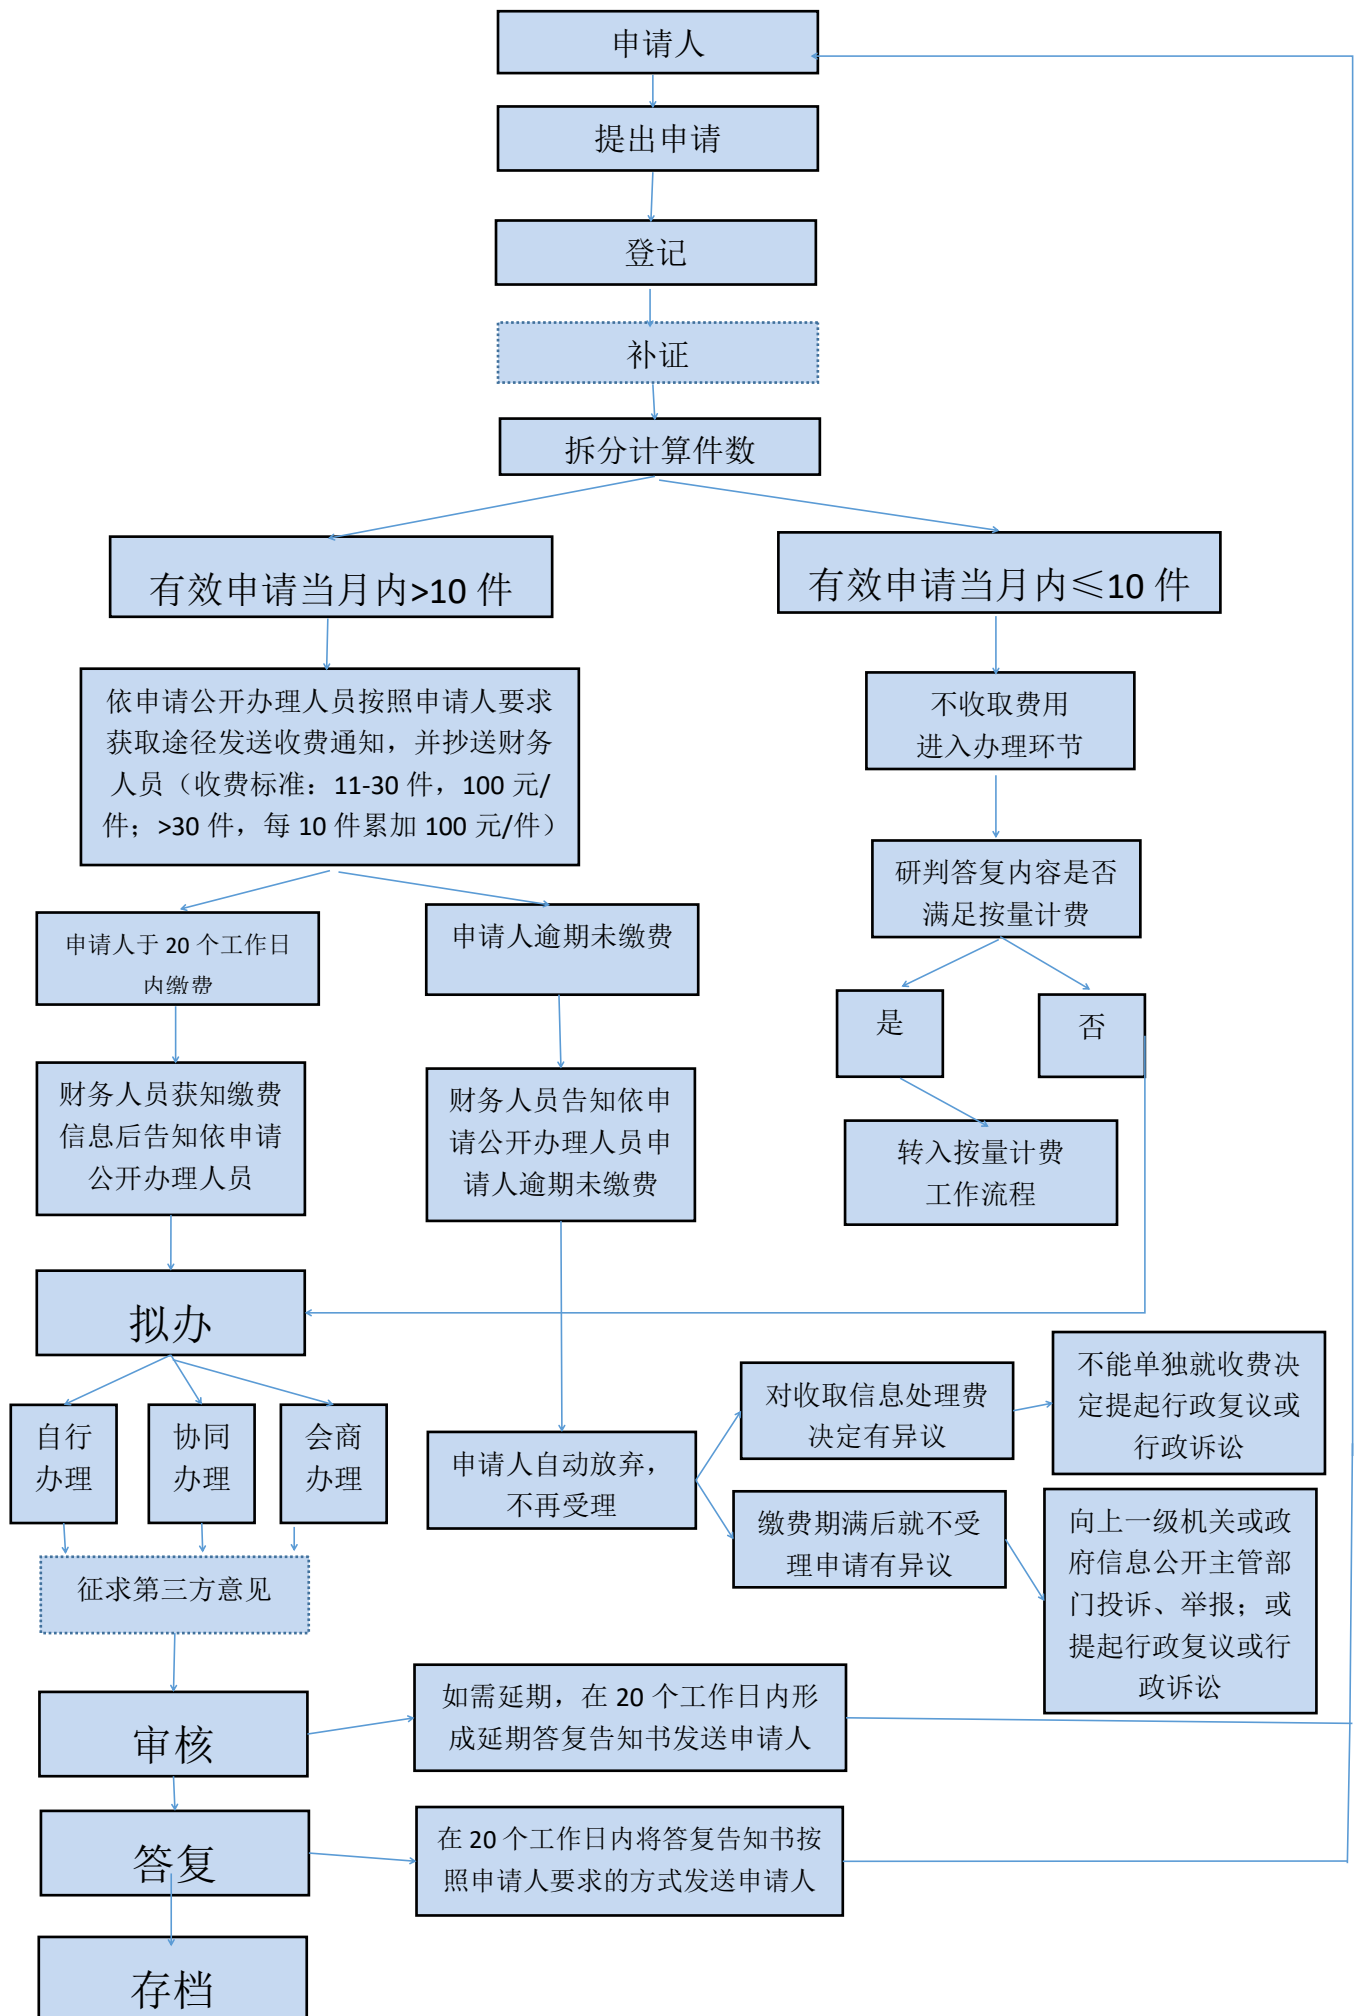 申请人
提出申请
登记
补证
拆分计算件数
有效申请当月内>10 件
有效申请当月内≤10 件
依申请公开办理人员按照申请人要求
获取途径发送收费通知，并抄送财务
人员（收费标准：11-30 件，100 元/
件；>30 件，每 10 件累加 100 元/件）
不收取费用
进入办理环节
研判答复内容是否
满足按量计费
申请人于 20 个工作日
内缴费
申请人逾期未缴费
是
否
财务人员获知缴费
信息后告知依申请
公开办理人员
财务人员告知依申
请公开办理人员申
请人逾期未缴费
转入按量计费
工作流程
拟办
自行
办理
协同
办理
会商
办理
申请人自动放弃，
不再受理
对收取信息处理费
决定有异议
不能单独就收费决
定提起行政复议或
行政诉讼
缴费期满后就不受
理申请有异议
向上一级机关或政
府信息公开主管部
门投诉、举报；或
提起行政复议或行
政诉讼
征求第三方意见
审核
如需延期，在 20 个工作日内形
成延期答复告知书发送申请人
答复
在 20 个工作日内将答复告知书按
照申请人要求的方式发送申请人
存档